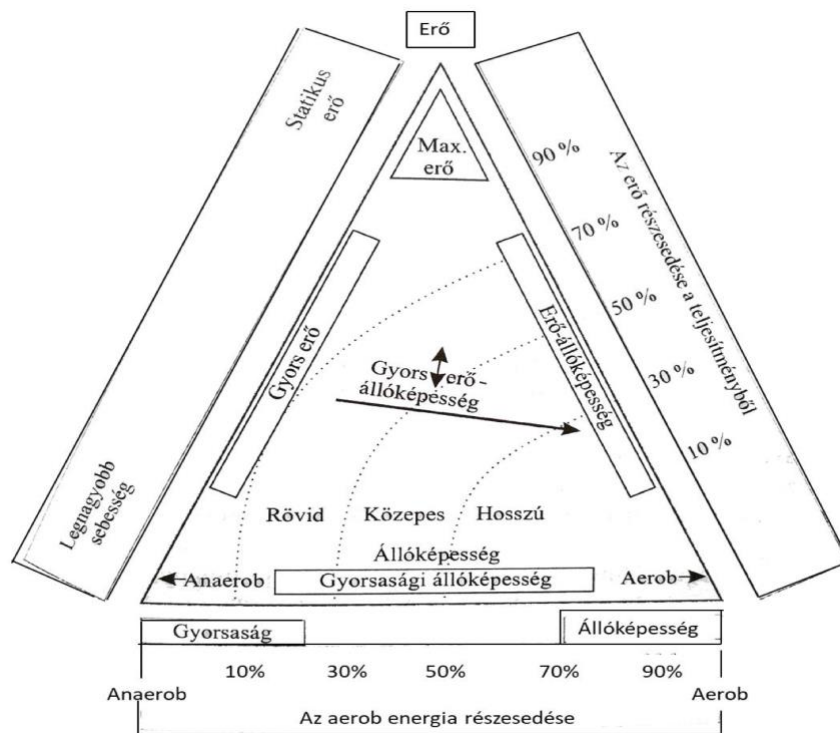 Erő
Statikus
erő
Max.
erő
90 %
70 %
50 %
30 %
10 %
Az erő részesedése a teljesítményből
Gyors erő
Erő-állóképesség
Gyors erő -
állóképesség
Legnagyobb
sebesség
Rövid Közepes Hosszú
Állóképesség
Anaerob Gyorsasági állóképesség Aerob
Gyorsaság Állóképesség
10% 30% 50% 70% 90%
Anaerob Aerob
Az aerob energia részesedése